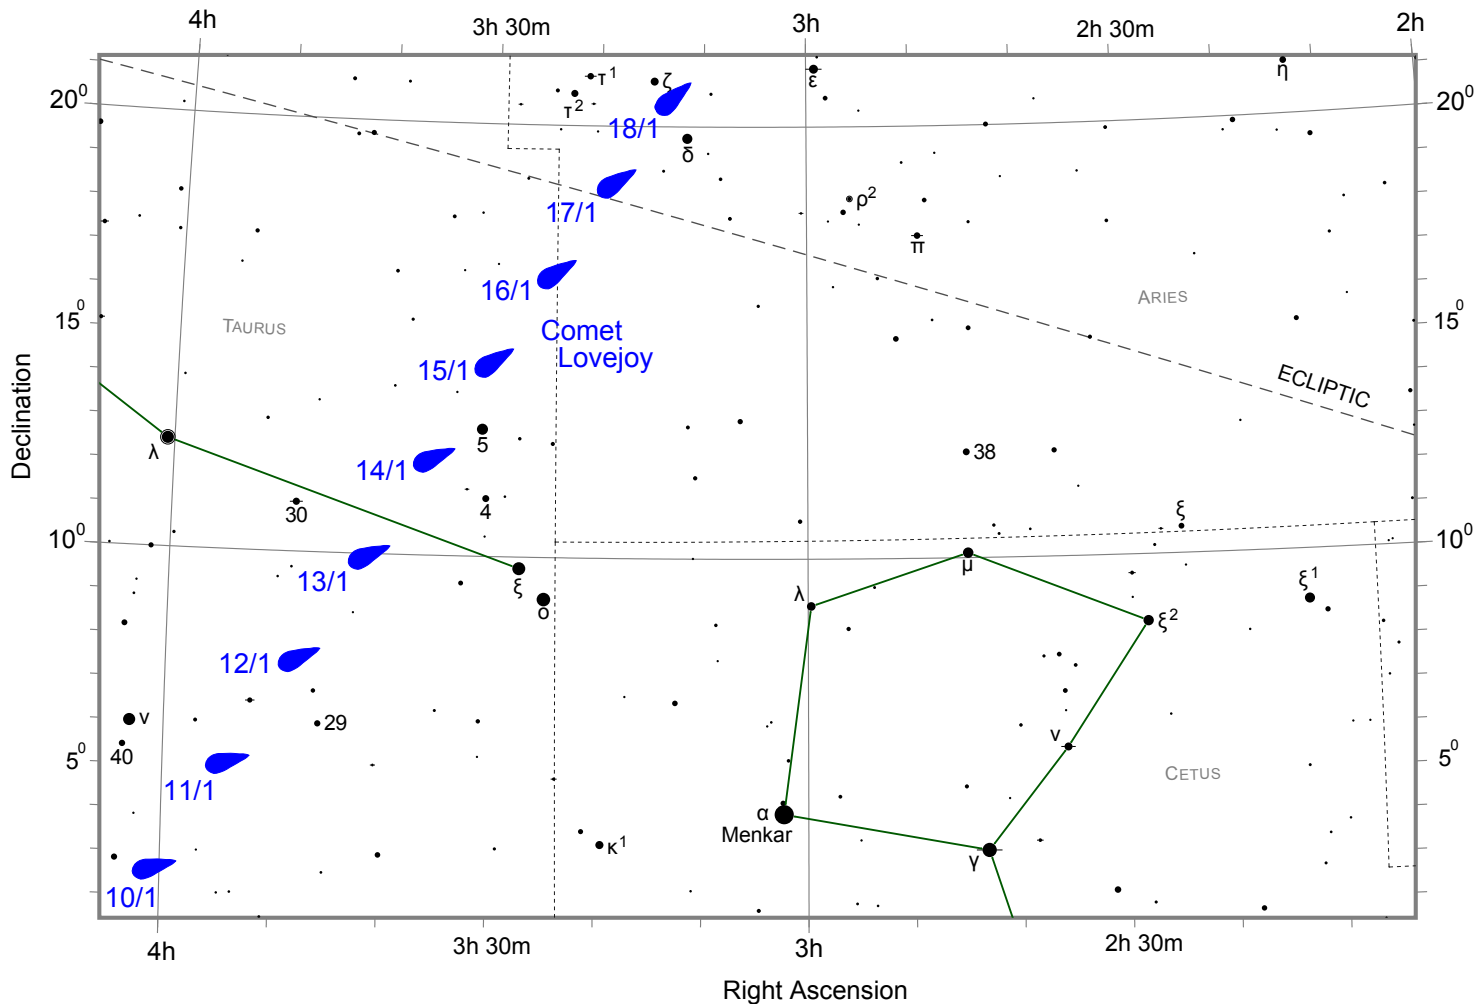 4h
3h 30m
3h
2h 30m
2h
20⁰
τ¹
τ²
ζ
ε
η
20⁰
18/1
δ
17/1
ρ²
π
16/1
ARIES
15⁰
TAURUS
Comet
Lovejoy
15⁰
15/1
ECLIPTIC
Declination
λ
5
14/1
38
30
4
ξ
10⁰
10⁰
13/1
ξ
ο
μ
λ
ξ¹
ξ²
12/1
ν
29
40
ν
5⁰
5⁰
11/1
CETUS
α
Menkar
κ¹
γ
10/1
4h
3h 30m
3h
2h 30m
2h
Right Ascension